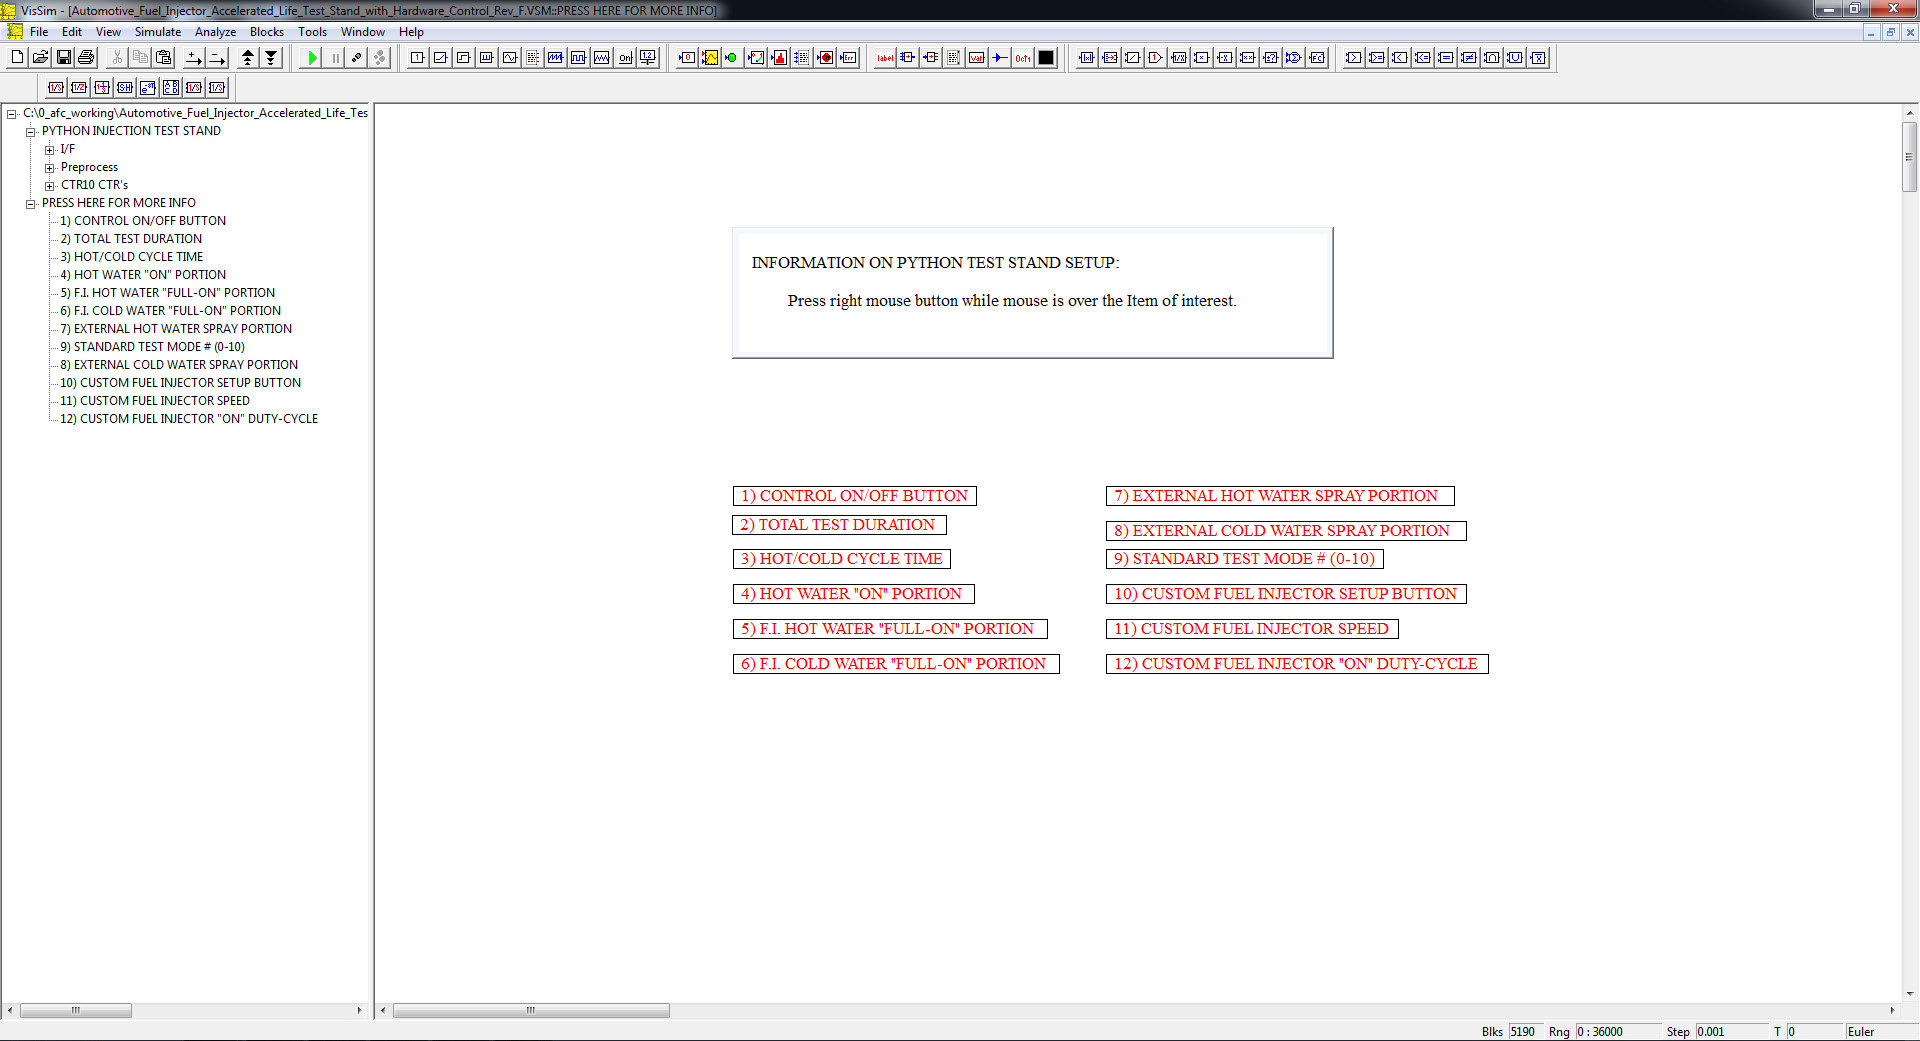 VisSim - [Automotive_Fuel_Injector_Accelerated_Life_Test_Stand_with_Hardware_Control_Rev_F.VSM::PRESS HERE FOR MORE INFO]
File Edit View Simulate Analyze Blocks Tools Window Help
C:\0_afc_working\Automotive_Fuel_Injector_Accelerated_Life_Tes
PYTHON INJECTION TEST STAND
I/F
Preprocess
CTR10 CTR's
PRESS HERE FOR MORE INFO
1) CONTROL ON/OFF BUTTON
2) TOTAL TEST DURATION
3) HOT/COLD CYCLE TIME
4) HOT WATER "ON" PORTION
5) F.I. HOT WATER "FULL-ON" PORTION
6) F.I. COLD WATER "FULL-ON" PORTION
7) EXTERNAL HOT WATER SPRAY PORTION
9) STANDARD TEST MODE # (0-10)
8) EXTERNAL COLD WATER SPRAY PORTION
10) CUSTOM FUEL INJECTOR SETUP BUTTON
11) CUSTOM FUEL INJECTOR SPEED
12) CUSTOM FUEL INJECTOR "ON" DUTY-CYCLE
INFORMATION ON PYTHON TEST STAND SETUP:
Press right mouse button while mouse is over the Item of interest.
1) CONTROL ON/OFF BUTTON
2) TOTAL TEST DURATION
3) HOT/COLD CYCLE TIME
4) HOT WATER "ON" PORTION
5) F.I. HOT WATER "FULL-ON" PORTION
6) F.I. COLD WATER "FULL-ON" PORTION
7) EXTERNAL HOT WATER SPRAY PORTION
8) EXTERNAL COLD WATER SPRAY PORTION
9) STANDARD TEST MODE # (0-10)
10) CUSTOM FUEL INJECTOR SETUP BUTTON
11) CUSTOM FUEL INJECTOR SPEED
12) CUSTOM FUEL INJECTOR "ON" DUTY-CYCLE
Blks 5190 Rng 0 : 36000 Step 0.001 T 0 Euler